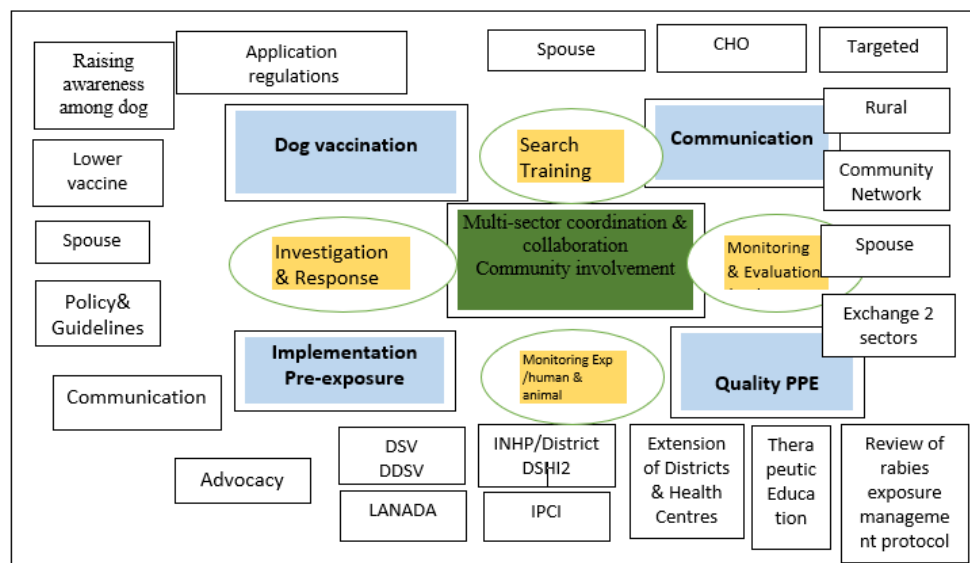 Raising
awareness
among dog
Application
regulations
Spouse
CHO
Targeted
Dog vaccination
Search
Training
Communication
Rural
Lower
vaccine
Community
Network
Spouse
Investigation
& Response
Multi-sector coordination &
collaboration
Community involvement
Monitoring
& Evaluation
Spouse
Policy&
Guidelines
Exchange 2
sectors
Implementation
Pre-exposure
Monitoring Exp
/human &
animal
Quality PPE
Communication
Advocacy
DSV
DDSV
INHP/District
DSHI2
Extension
of Districts
& Health
Centres
Thera
peutic
Educa
tion
Review of
rabies
exposure
manageme
nt protocol
LANADA
IPCI